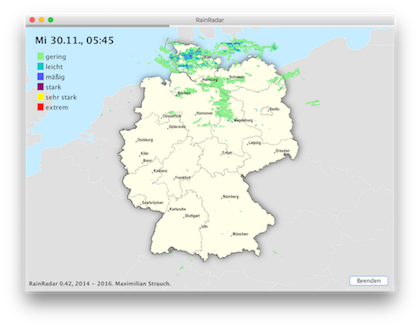 RainRadar
Mi 30.11., 05:45
gering
leicht
mäßig
stark
sehr stark
extrem
Kiel
Hamburg
Schwerin
Bremen
Hannover
Berlin
Magdeburg
Duisburg
Leipzig
Köln
Dresden
Bonn
Erfurt
Koblenz
Frankfurt
Saarbrücken
Nürnberg
Karlsruhe
Stuttgart
Ulm
München
RainRadar 0.42, 2014 - 2016. Maximilian Strauch.
Beenden